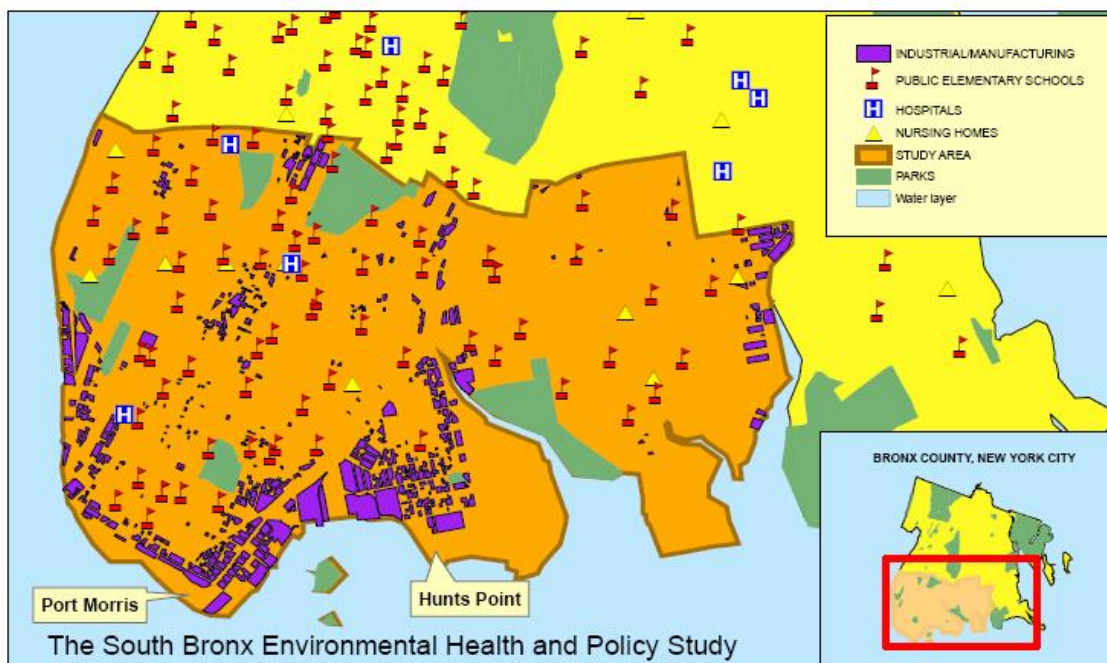 H
H
H
H
H
H
H
INDUSTRIAL/MANUFACTURING
PUBLIC ELEMENTARY SCHOOLS
H HOSPITALS
NURSING HOMES
STUDY AREA
PARKS
Water layer
Port Morris
Hunts Point
The South Bronx Environmental Health and Policy Study
BRONX COUNTY, NEW YORK CITY